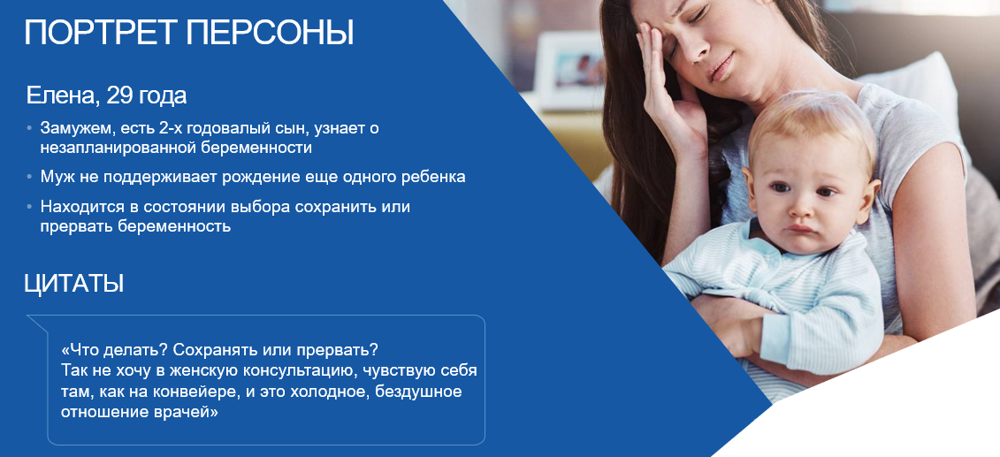 ПОРТРЕТ ПЕРСОНЫ
Елена, 29 года
• Замужем, есть 2-х годовалый сын, узнает о
незапланированной беременности
• Муж не поддерживает рождение еще одного ребенка
• Находится в состоянии выбора сохранить или
прервать беременность
ЦИТАТЫ
«Что делать? Сохранять или прервать?
Так не хочу в женскую консультацию, чувствую себя
там, как на конвейере, и это холодное, бездушное
отношение врачей»